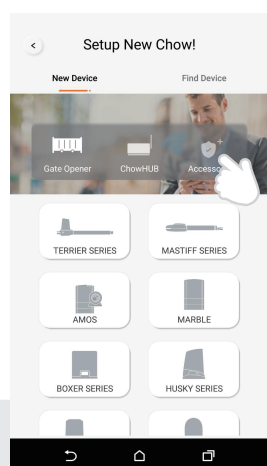 Setup New Chow!
New Device
Find Device
Gate Opener
ChowHUB
TERRIER SERIES
MASTIFF SERIES
AMOS
MARBLE
BOXER SERIES
HUSKY SERIES